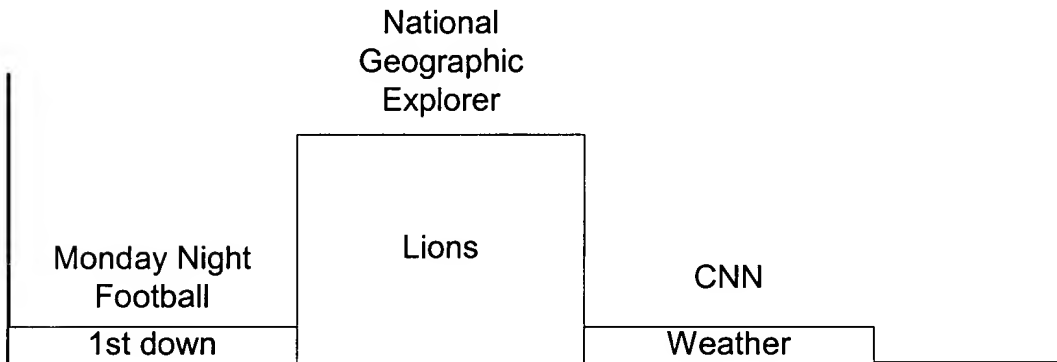 National
Geographic
Explorer
Lions
Monday Night
Football
CNN
1st down
Weather